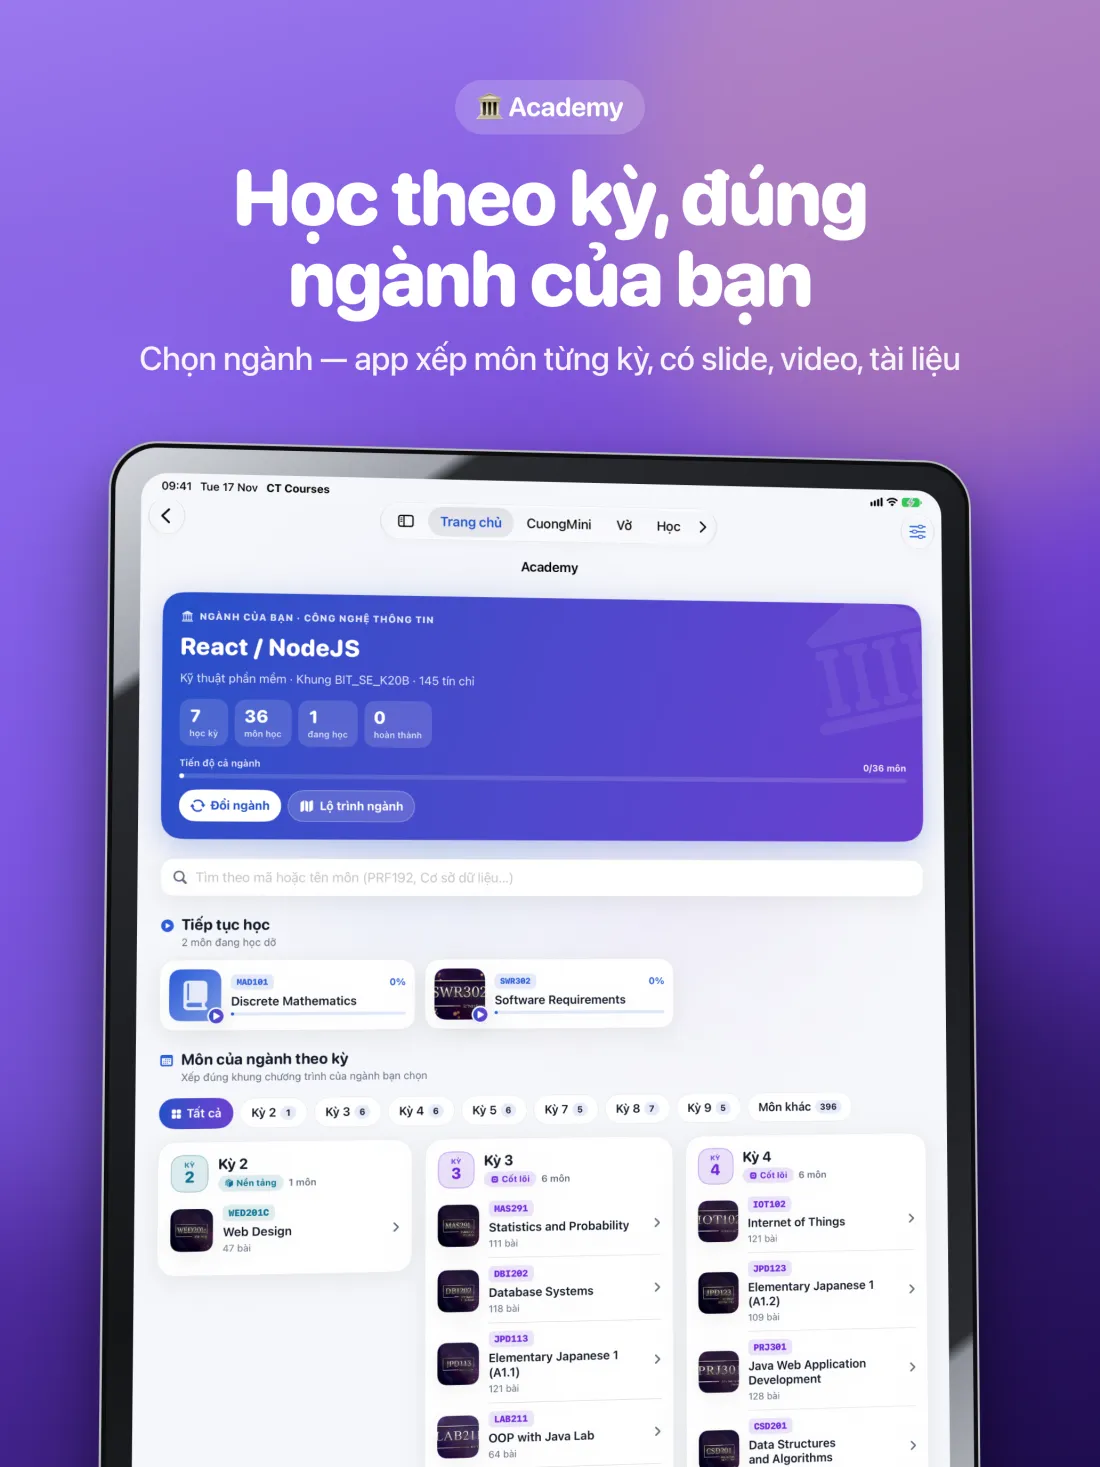 Academy
Học theo kỳ, đúng
ngành của bạn
Chọn ngành — app xếp môn từng kỳ, có slide, video, tài liệu
09:41 Tue 17 Nov CT Courses
Trang chủ CuongMini Vở Học
Academy
NGÀNH CỦA BẠN · CÔNG NGHỆ THÔNG TIN
React / NodeJS
Kỹ thuật phần mềm · Khung BIT_SE_K20B · 145 tín chỉ
7 36 1 0
học kỳ môn học đang học hoàn thành
Tiến độ cả ngành 0/36 môn
Đổi ngành Lộ trình ngành
Tìm theo mã hoặc tên môn (PRF192, Cơ sở dữ liệu...)
Tiếp tục học
2 môn đang học dở
MAD101 0%
Discrete Mathematics
SWR302
SWR302 0%
Software Requirements
Môn của ngành theo kỳ
Xếp đúng khung chương trình của ngành bạn chọn
Tất cả Kỳ 2 1 Kỳ 3 6 Kỳ 4 6 Kỳ 5 6 Kỳ 7 5 Kỳ 8 7 Kỳ 9 5 Môn khác 396
KỲ 2
Kỳ 2
Nền tảng 1 môn
WED201C
Web Design
47 bài
KỲ 3
Kỳ 3
Cốt lõi 6 môn
MAS291
MAS291
Statistics and Probability
111 bài
DBI202
DBI202
Database Systems
118 bài
JPD113
JPD113
Elementary Japanese 1
(A1.1)
121 bài
LAB211
LAB211
OOP with Java Lab
64 bài
KỲ 4
Kỳ 4
Cốt lõi 6 môn
IOT102
IOT102
Internet of Things
121 bài
JPD123
JPD123
Elementary Japanese 1
(A1.2)
109 bài
PRJ301
PRJ301
Java Web Application
Development
128 bài
CSD201
CSD201
Data Structures
and Algorithms